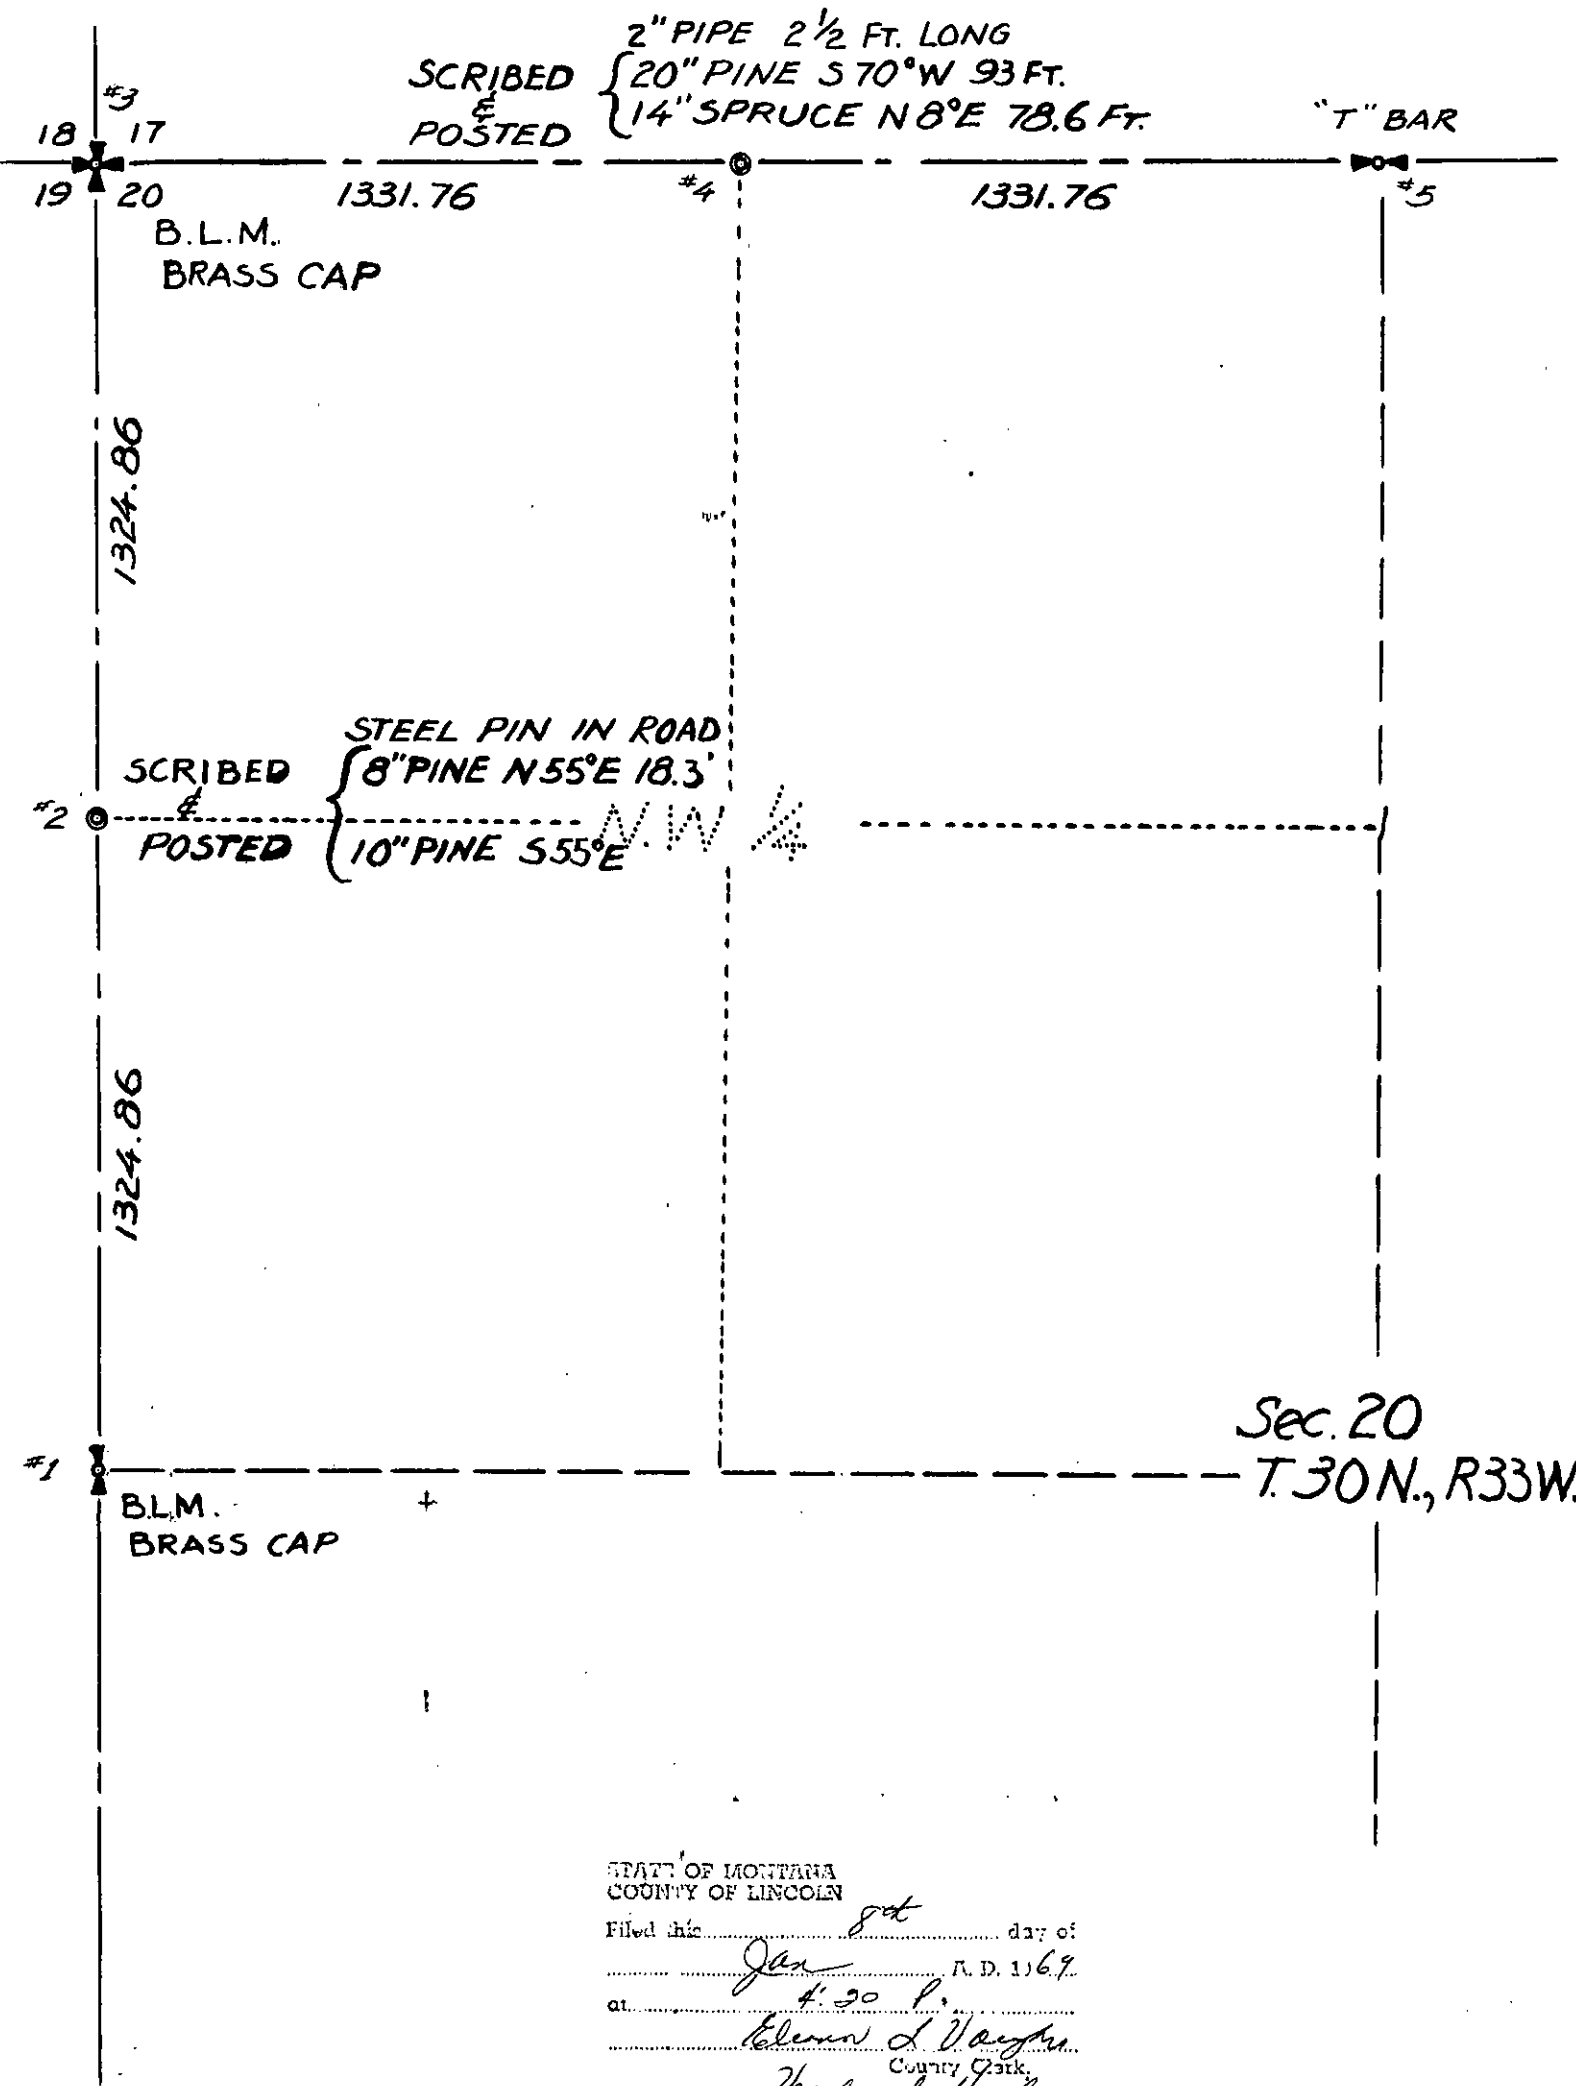 2" PIPE 2½ FT. LONG
SCRIBED & POSTED
20" PINE S 70°W 93 FT.
14" SPRUCE N 8°E 78.6 FT.
"T" BAR
#3
18 17
19 20
1331.76
#4
1331.76
#5
B.L.M.
BRASS CAP
1324.86
STEEL PIN IN ROAD
SCRIBED & POSTED
8" PINE N 55°E 18.3'
10" PINE S 55°E
#2
N.W ¼
1324.86
Sec. 20
T. 30 N., R33W.
#1
B.L.M.
BRASS CAP
STATE OF MONTANA
COUNTY OF LINCOLN
Filed this 8th day of
Jan A. D. 1969
at 4:20 P.
L Vaughn
County Clerk.